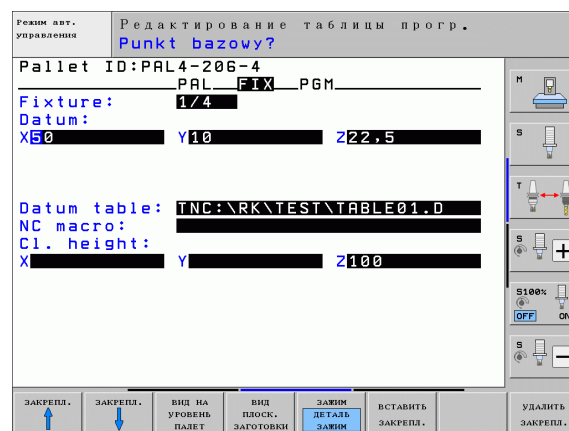 Режим авт.
управления
Редактирование таблицы прогр.
Punkt bazowy?
Pallet ID:PAL4-206-4
PAL FIX PGM
Fixture: 1/4
Datum:
X50 Y10 Z22,5
Datum table: TNC:\RK\TEST\TABLE01.D
NC macro:
Cl. height:
X Y Z100
M
S
T
S
S100%
OFF ON
S
ЗАКРЕПЛ.
ЗАКРЕПЛ.
ВИД НА
УРОВЕНЬ
ПАЛЕТ
ВИД
ПЛОСК.
ЗАГОТОВКИ
ЗАЖИМ
ДЕТАЛЬ
ЗАЖИМ
ВСТАВИТЬ
ЗАКРЕПЛ.
УДАЛИТЬ
ЗАКРЕПЛ.